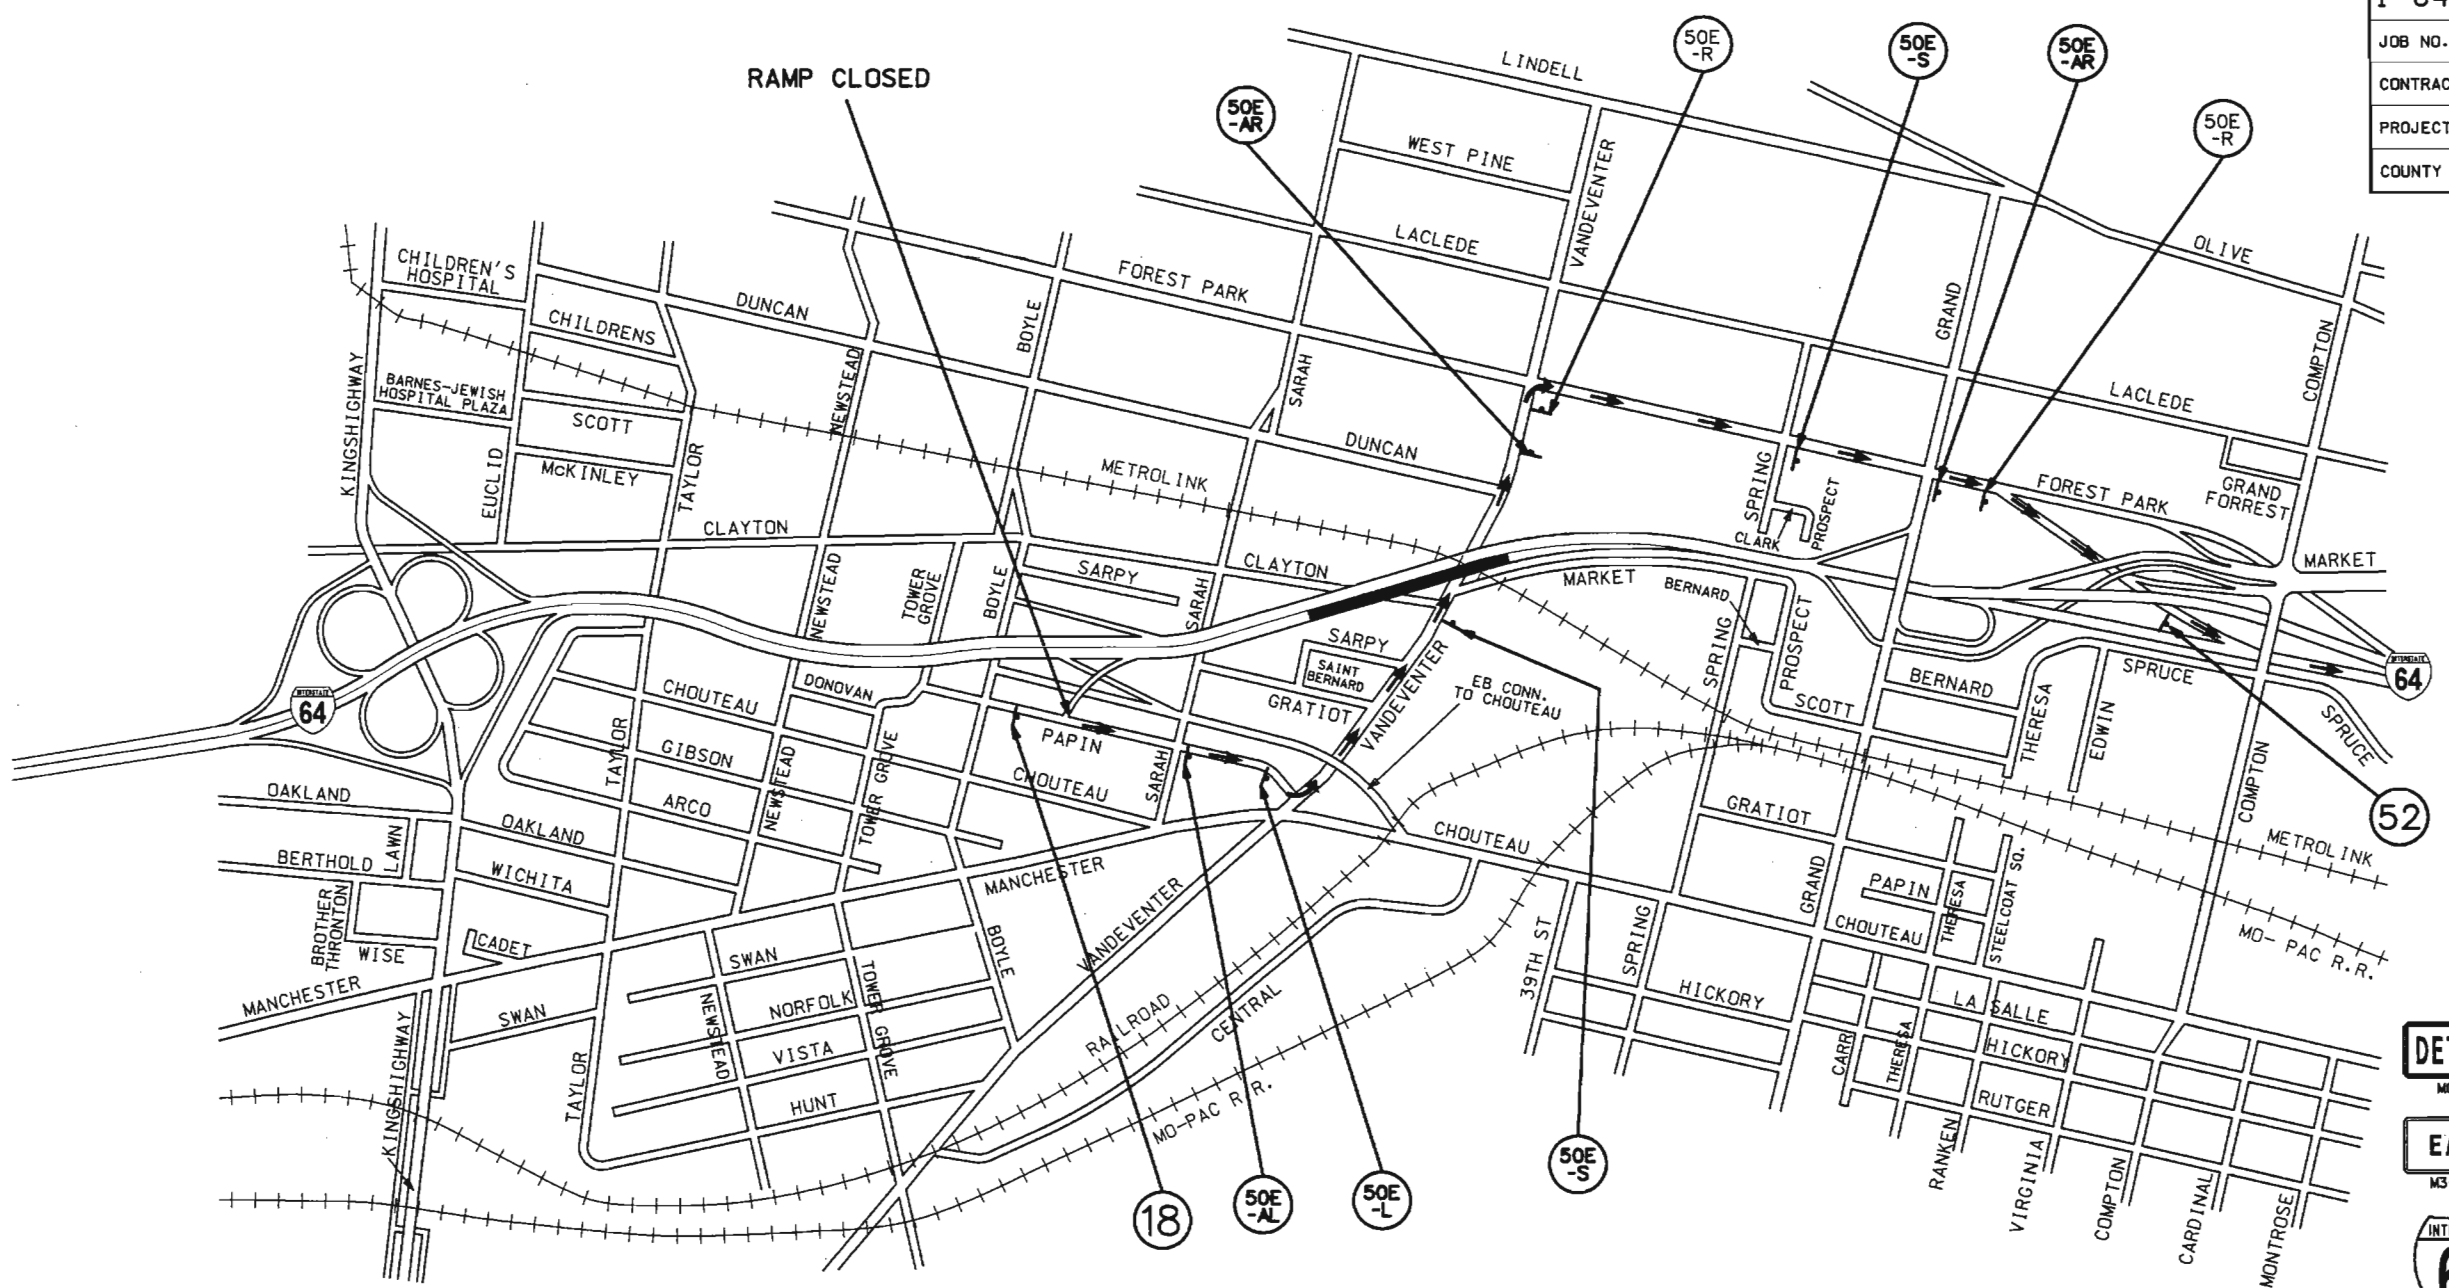 RAMP CLOSED
50E
-AR
50E
-R
50E
-S
50E
-AR
50E
-R
JOB NO.
PROJECT
COUNTY
LINDELL
WEST PINE
VANDEVENTER
LACLEDE
OLIVE
GRAND
COMPTON
CHILDREN'S
HOSPITAL
DUNCAN
CHILDRENS
FOREST PARK
BOYLE
SARAH
KINGSHIGHWAY
BARNES-JEWISH
HOSPITAL PLAZA
SCOTT
McKINLEY
EUCLID
TAYLOR
NEWSTEAD
METROLINK
DUNCAN
LACLEDE
GRAND
FORREST
FOREST PARK
SPRING
PROSPECT
CLARK
CLAYTON
CLAYTON
MARKET
MARKET
SARPY
SARAH
TOWER
GROVE
BOYLE
NEWSTEAD
BERNARD
SPRING
PROSPECT
SARPY
SAINT
BERNARD
GRATIOT
VANDEVENTER
EB CONN.
TO CHOUTEAU
SCOTT
BERNARD
THERESA
EDWIN
SPRUCE
SPRUCE
INTERSTATE
64
INTERSTATE
64
DONOVAN
CHOUTEAU
GIBSON
ARCO
TAYLOR
NEWSTEAD
TOWER GROVE
PAPIN
CHOUTEAU
SARAH
OAKLAND
OAKLAND
LAWN
BERTHOLD
WICHITA
BROTHER
THRONTON
WISE
CADET
MANCHESTER
MANCHESTER
SWAN
SWAN
NORFOLK
VISTA
HUNT
NEWSTEAD
TOWER GROVE
BOYLE
TAYLOR
KINGSHIGHWAY
KINGSHIGHWAY
VANDEVENTER
RAILROAD
CENTRAL
MO-PAC R.R.
CHOUTEAU
39TH ST
SPRING
HICKORY
GRATIOT
GRAND
PAPIN
CHOUTEAU
THERESA
STEELCOAT SQ.
COMPTON
METROLINK
MO- PAC R.R.
LA SALLE
HICKORY
RUTGER
CARR
THERESA
RANKEN
VIRGINIA
COMPTON
CARDINAL
MONTROSE
52
18
50E
-AL
50E
-L
50E
-S